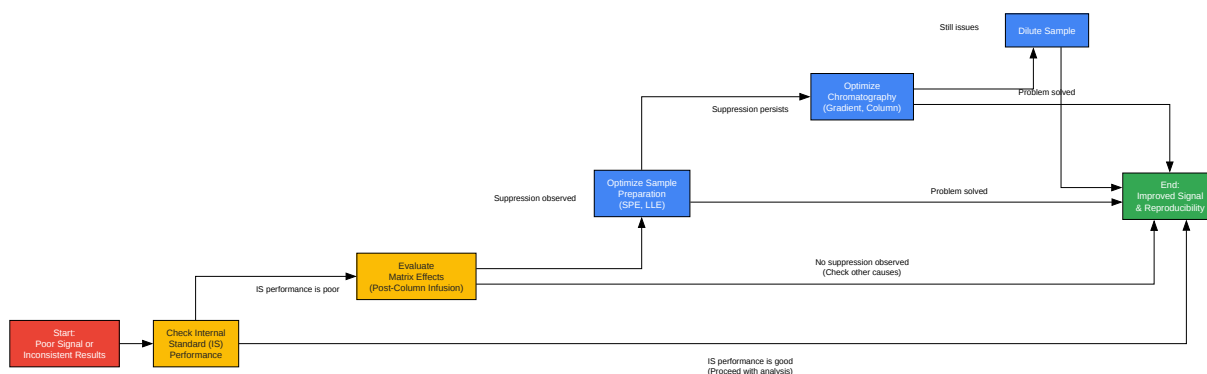 Still issues
Dilute Sample
Optimize
Chromatography
(Gradient, Column)
Problem solved
Suppression persists
Optimize Sample
Preparation
(SPE, LLE)
Suppression observed
Problem solved
End:
Improved Signal
& Reproducibility
Evaluate
Matrix Effects
(Post-Column Infusion)
No suppression observed
(Check other causes)
IS performance is poor
Start:
Poor Signal or
Inconsistent Results
Check Internal
Standard (IS)
Performance
IS performance is good
(Proceed with analysis)